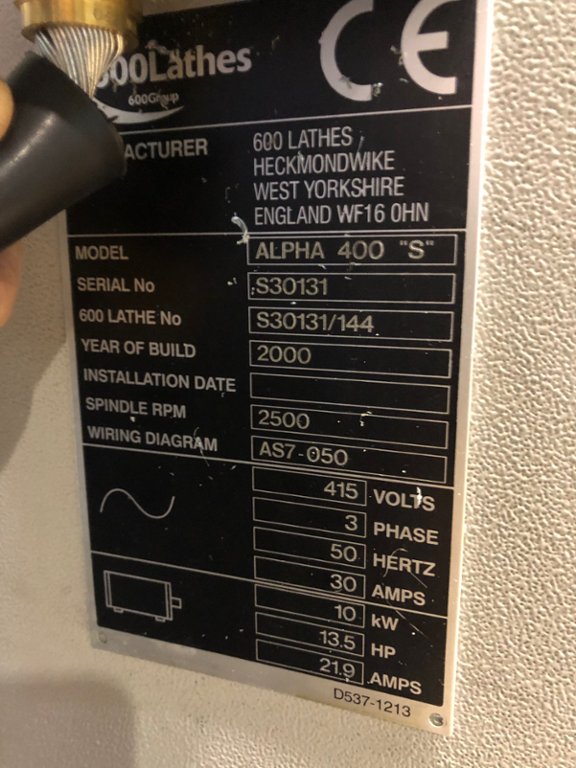 600Lathes
600Group
CE
ACTURER
600 LATHES
HECKMONDWIKE
WEST YORKSHIRE
ENGLAND WF16 0HN
MODEL ALPHA 400 "S"
SERIAL No S30131
600 LATHE No S30131/144
YEAR OF BUILD 2000
INSTALLATION DATE
SPINDLE RPM 2500
WIRING DIAGRAM AS7-050
415 VOLTS
3 PHASE
50 HERTZ
30 AMPS
10 kW
13.5 HP
21.9 AMPS
D537-1213